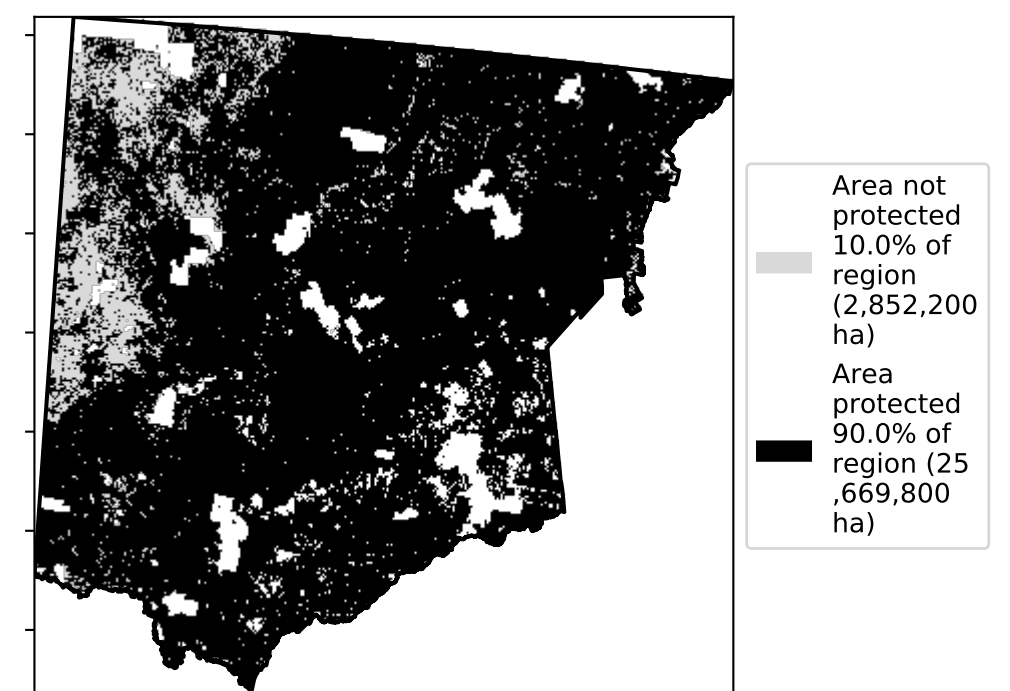 Area not
protected
10.0% of
region
(2,852,200
ha)
Area
protected
90.0% of
region (25
,669,800
ha)